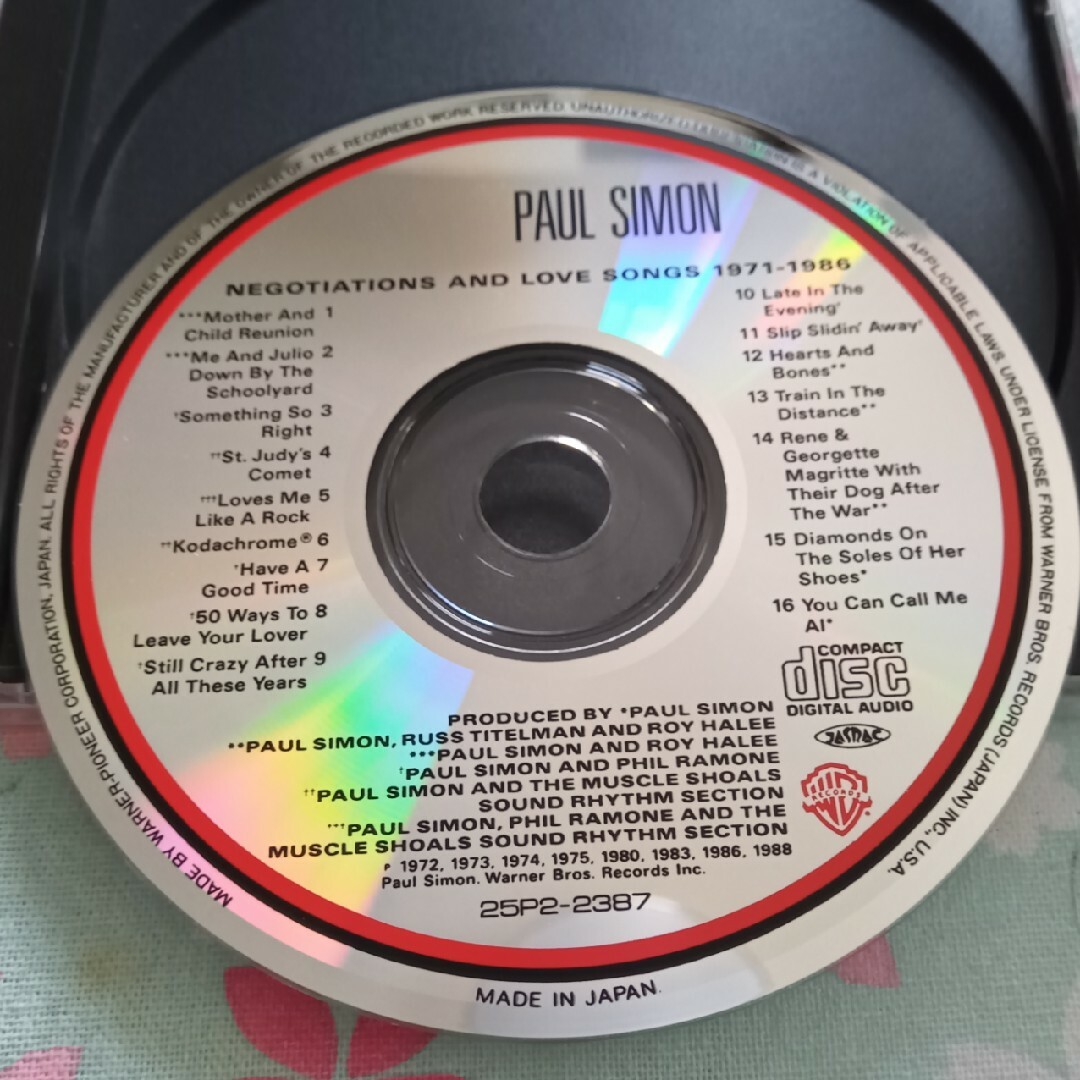 PAUL SIMON
NEGOTIATIONS AND LOVE SONGS 1971-1986
***Mother And 1
Child Reunion
***Me And Julio 2
Down By The
Schoolyard
†Something So 3
Right
††St. Judy's 4
Comet
†††Loves Me 5
Like A Rock
††Kodachrome® 6
†Have A 7
Good Time
†50 Ways To 8
Leave Your Lover
†Still Crazy After 9
All These Years
10 Late In The
Evening†
11 Slip Slidin' Away†
12 Hearts And
Bones**
13 Train In The
Distance**
14 Rene &
Georgette
Magritte With
Their Dog After
The War**
15 Diamonds On
The Soles Of Her
Shoes*
16 You Can Call Me
Al*
COMPACT
disc
DIGITAL AUDIO
JASRAC
PRODUCED BY *PAUL SIMON
**PAUL SIMON, RUSS TITELMAN AND ROY HALEE
***PAUL SIMON AND ROY HALEE
†PAUL SIMON AND PHIL RAMONE
††PAUL SIMON AND THE MUSCLE SHOALS
SOUND RHYTHM SECTION
†††PAUL SIMON, PHIL RAMONE AND THE
MUSCLE SHOALS SOUND RHYTHM SECTION
℗ 1972, 1973, 1974, 1975, 1980, 1983, 1986, 1988
Paul Simon. Warner Bros. Records Inc.
RECORDS
25P2-2387
MADE BY WARNER-PIONEER CORPORATION, JAPAN. ALL RIGHTS OF THE MANUFACTURER AND OF THE OWNER OF THE RECORDED WORK RESERVED. UNAUTHORIZED DUPLICATION IS A VIOLATION OF APPLICABLE LAWS. UNDER LICENSE FROM WARNER BROS. RECORDS (JAPAN) INC., U.S.A.
MADE IN JAPAN.